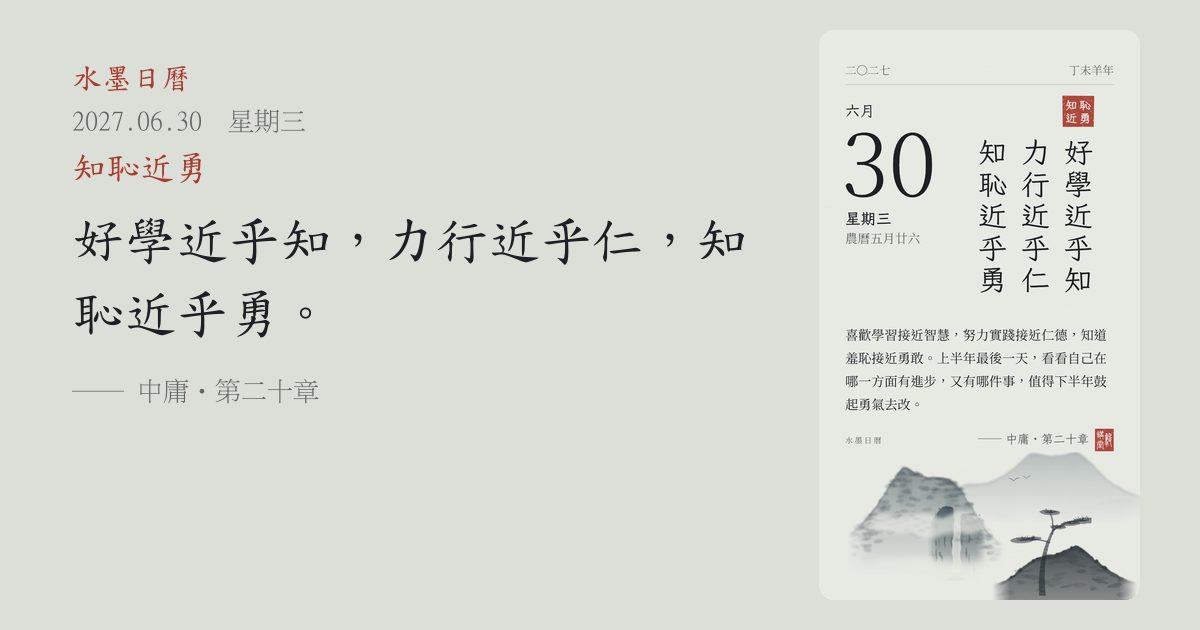 水墨日曆
2027.06.30 星期三
知恥近勇
好學近乎知，力行近乎仁，知
恥近乎勇。
—— 中庸・第二十章
二〇二七
丁未羊年
六月
30
星期三
農曆五月廿六
知恥
近勇
好學近乎知
力行近乎仁
知恥近乎勇
喜歡學習接近智慧，努力實踐接近仁德，知道
羞恥接近勇敢。上半年最後一天，看看自己在
哪一方面有進步，又有哪件事，值得下半年鼓
起勇氣去改。
水墨日曆
—— 中庸・第二十章